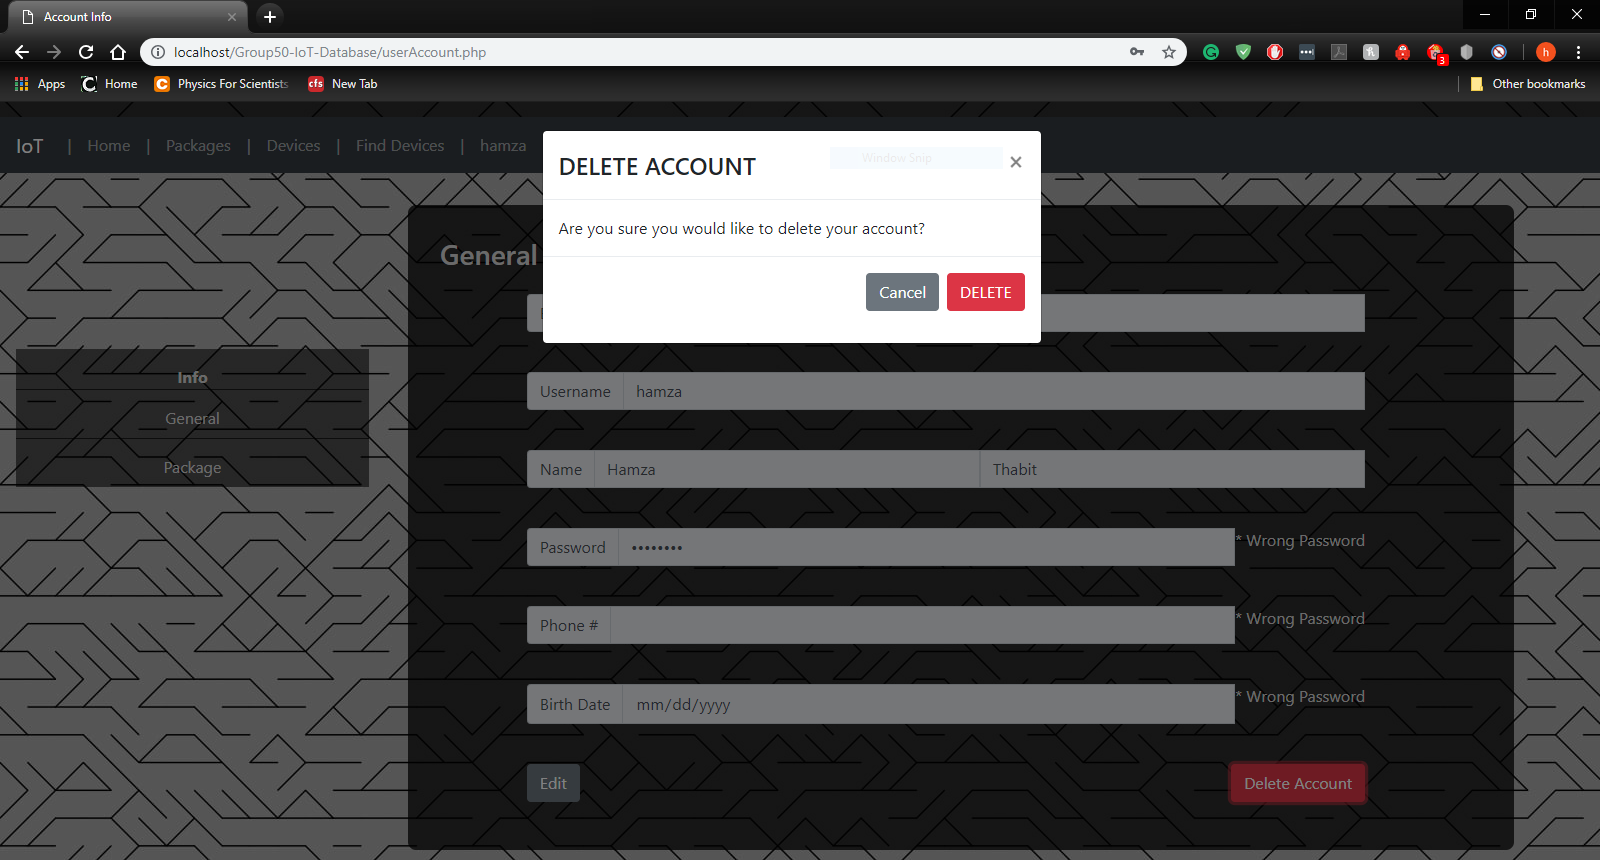 Account Info
localhost/Group50-IoT-Database/userAccount.php
3
h
Apps
Home
Physics For Scientists
cfs
New Tab
Other bookmarks
IoT | Home | Packages | Devices | Find Devices | hamza
DELETE ACCOUNT
Window Snip
×
Are you sure you would like to delete your account?
Cancel
DELETE
General
Info
General
Package
Username hamza
Name Hamza Thabit
Password •••••••• * Wrong Password
Phone # * Wrong Password
Birth Date mm/dd/yyyy * Wrong Password
Edit
Delete Account